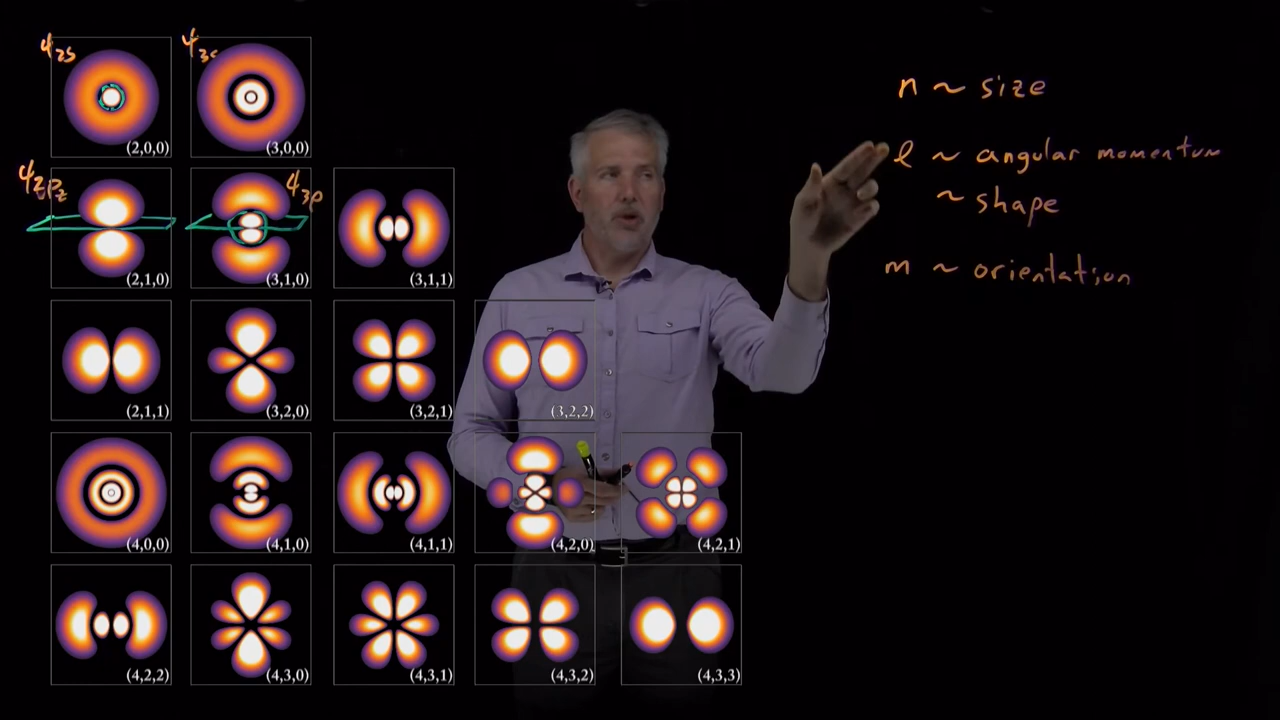 ψ2s ψ3s
(2,0,0) (3,0,0)
ψ2pz ψ3p
(2,1,0) (3,1,0) (3,1,1)
(2,1,1) (3,2,0) (3,2,1) (3,2,2)
(4,0,0) (4,1,0) (4,1,1) (4,2,0) (4,2,1)
(4,2,2) (4,3,0) (4,3,1) (4,3,2) (4,3,3)
n ~ size
ℓ ~ angular momentum
~ shape
m ~ orientation